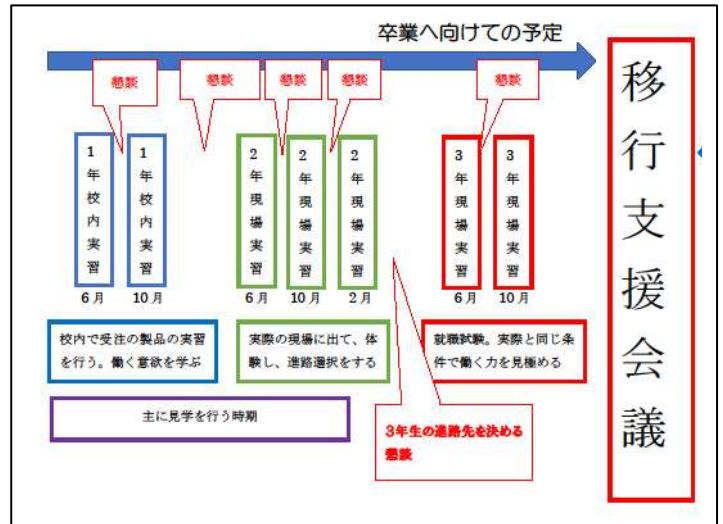 卒業へ向けての予定
懇談
懇談
懇談
懇談
懇談
1年校内実習
1年校内実習
2年現場実習
2年現場実習
2年現場実習
3年現場実習
3年現場実習
6月
10月
6月
10月
2月
6月
10月
校内で受注の製品の実習
を行う。働く意欲を学ぶ
実際の現場に出て、体
験し、進路選択をする
就職試験。実際と同じ条
件で働く力を見極める
主に見学を行う時期
3年生の進路先を決める
懇談
移行支援会議